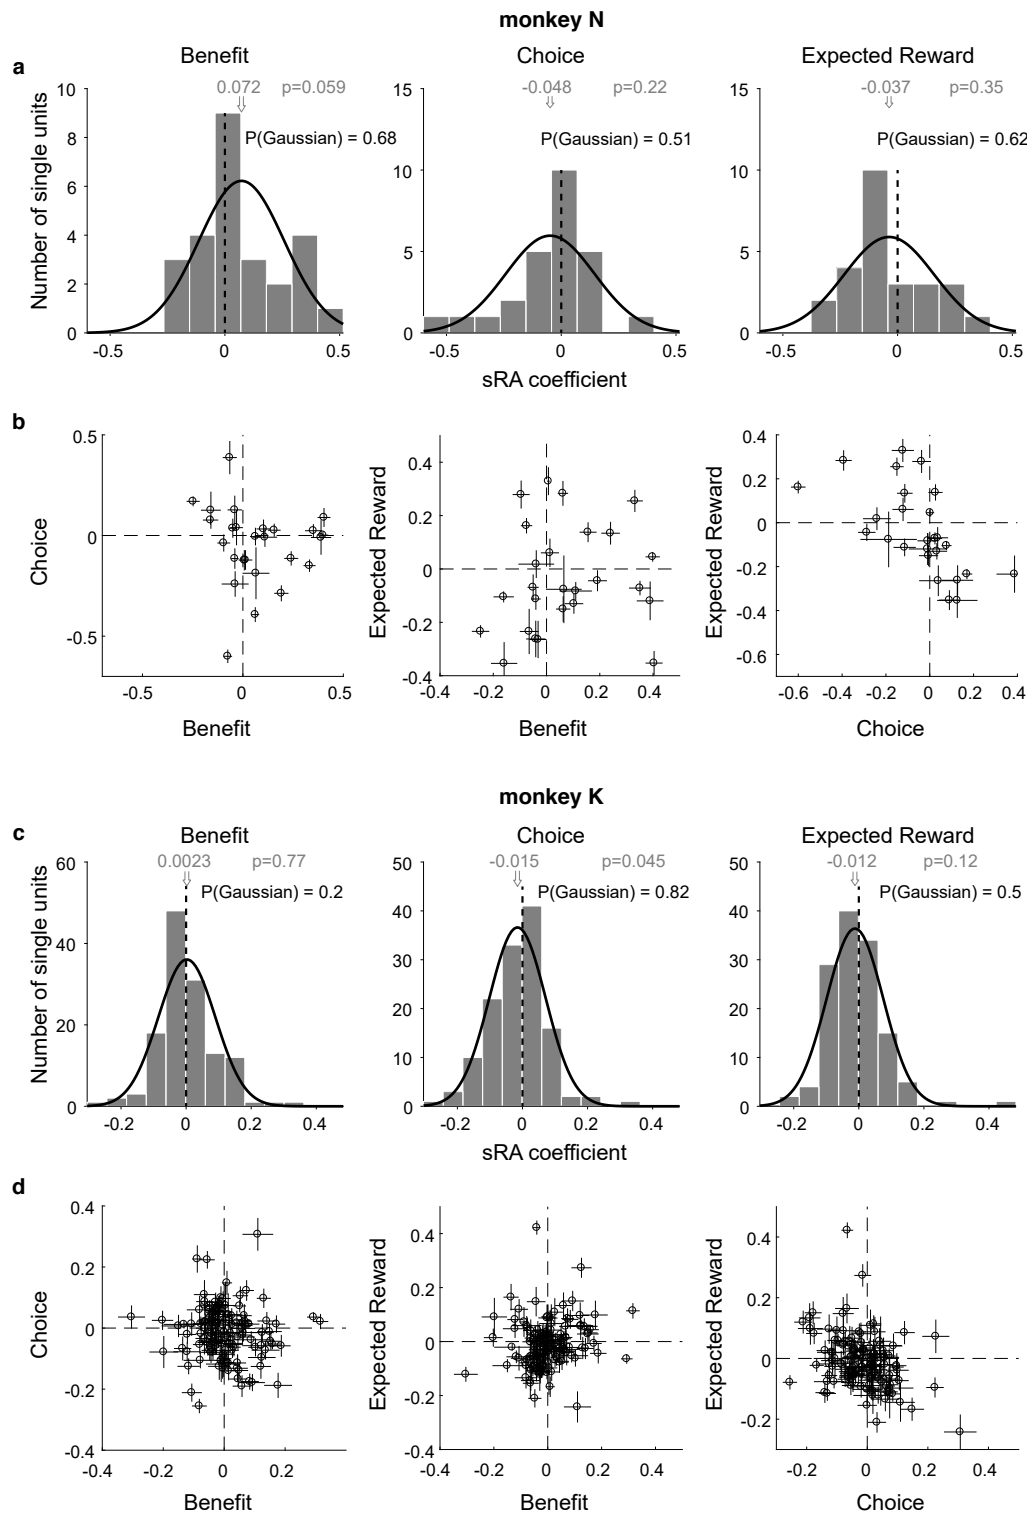 monkey N
a
Benefit
Choice
Expected Reward
0.072 p=0.059
-0.048 p=0.22
-0.037 p=0.35
P(Gaussian) = 0.68
P(Gaussian) = 0.51
P(Gaussian) = 0.62
Number of single units
10
8
6
4
2
0
-0.5 0 0.5
15
10
5
0
-0.5 0 0.5
15
10
5
0
-0.5 0 0.5
sRA coefficient
b
Choice
0.5
0
-0.5
-0.5 0 0.5
Benefit
Expected Reward
0.4
0.2
0
-0.2
-0.4
-0.4 -0.2 0 0.2 0.4
Benefit
Expected Reward
0.4
0.2
0
-0.2
-0.4
-0.6
-0.6 -0.4 -0.2 0 0.2 0.4
Choice
monkey K
c
Benefit
Choice
Expected Reward
0.0023 p=0.77
-0.015 p=0.045
-0.012 p=0.12
P(Gaussian) = 0.2
P(Gaussian) = 0.82
P(Gaussian) = 0.5
Number of single units
60
40
20
0
-0.2 0 0.2 0.4
50
40
30
20
10
0
-0.2 0 0.2 0.4
50
40
30
20
10
0
-0.2 0 0.2 0.4
sRA coefficient
d
Choice
0.4
0.2
0
-0.2
-0.4
-0.4 -0.2 0 0.2
Benefit
Expected Reward
0.4
0.2
0
-0.2
-0.4
-0.4 -0.2 0 0.2 0.4
Benefit
Expected Reward
0.4
0.2
0
-0.2
-0.2 0 0.2 0.4
Choice